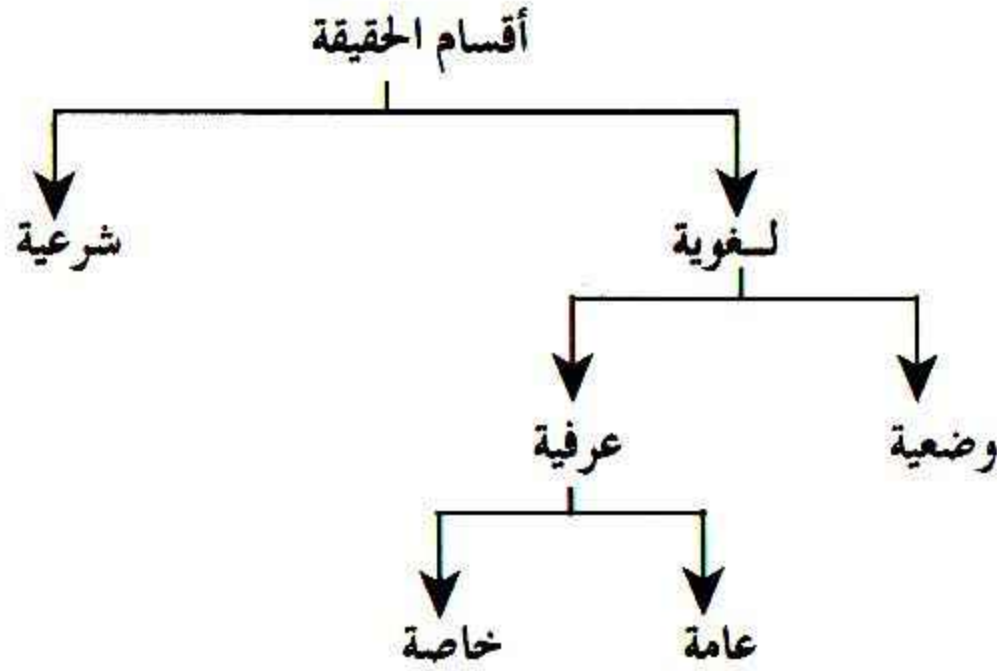 أقسام الحقيقة
لـغوية شرعية
وضعية عرفية
عامة خاصة